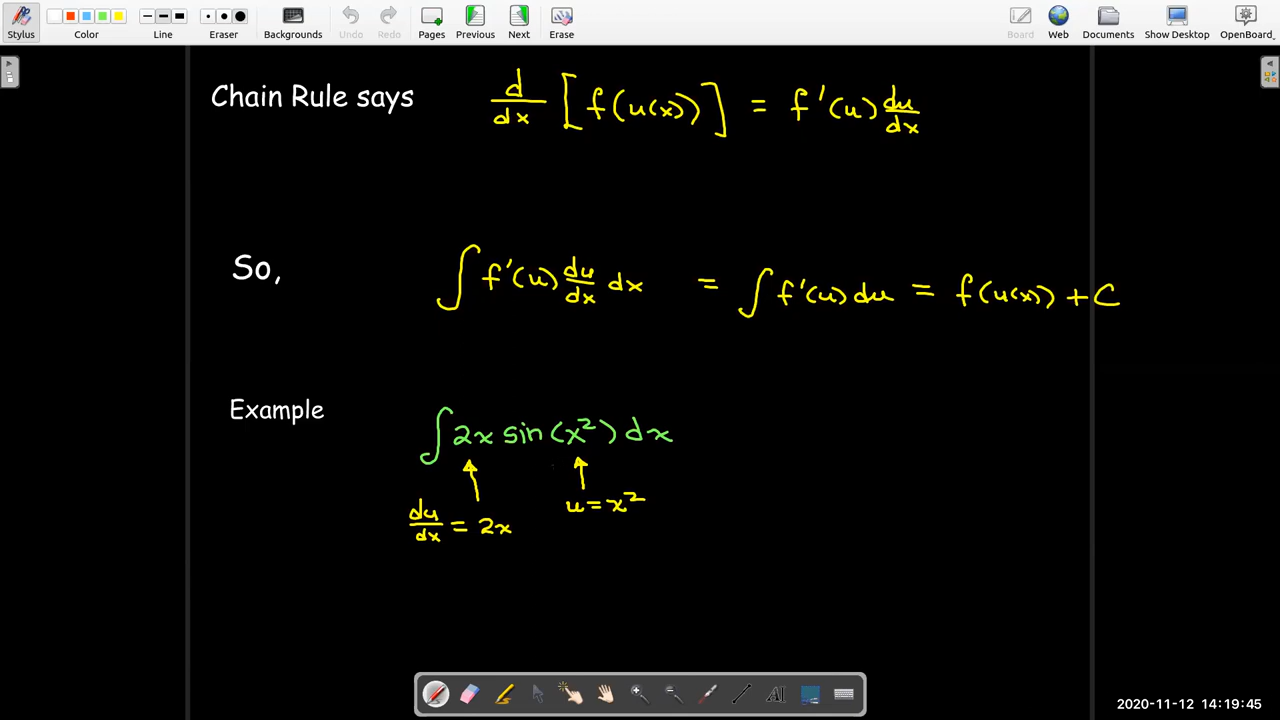 Stylus Color Line Eraser Backgrounds Undo Redo Pages Previous Next Erase Board Web Documents Show Desktop OpenBoard
Chain Rule says d/dx [f(u(x))] = f'(u) du/dx
So, ∫ f'(u) du/dx dx = ∫ f'(u) du = f(u(x)) + C
Example ∫ 2x sin(x²) dx
du/dx = 2x u = x²
2020-11-12 14:19:45